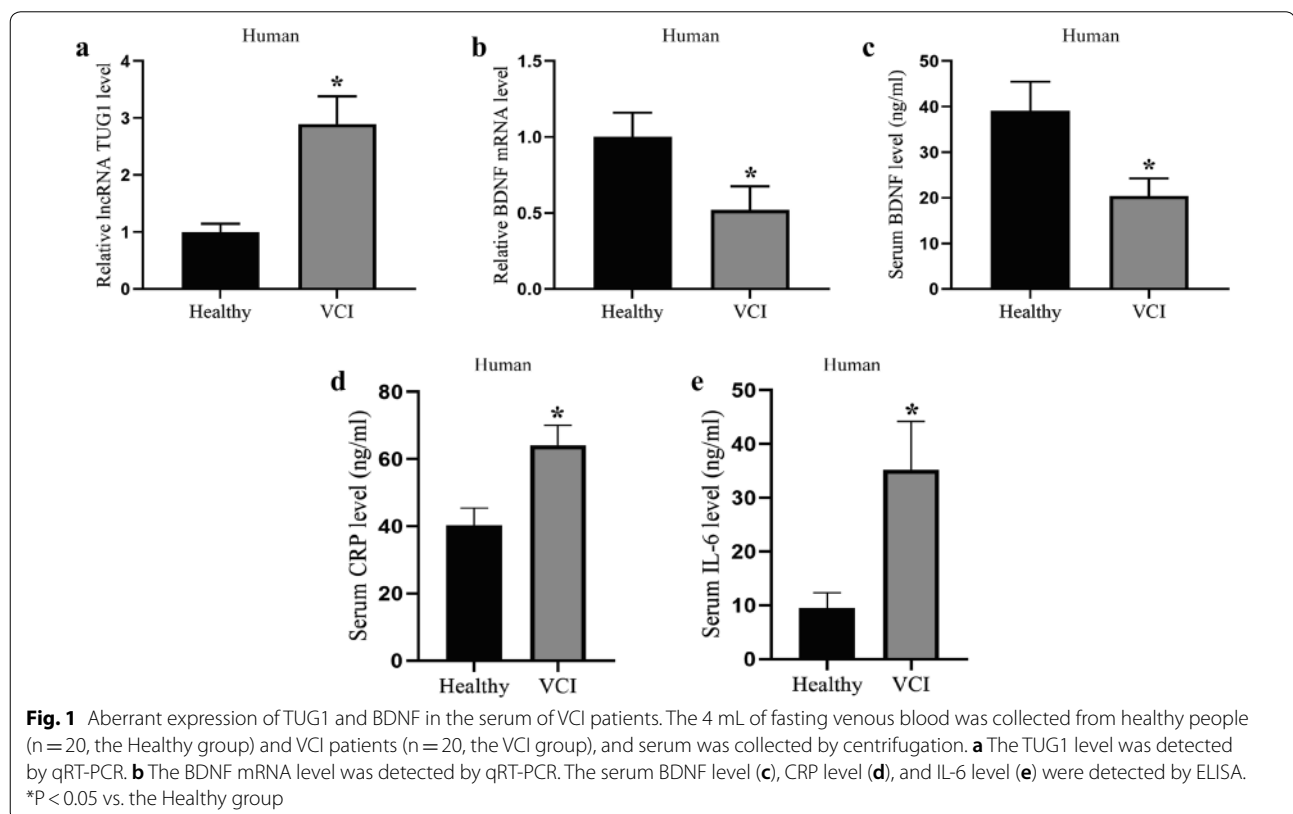 a
Human
Relative lncRNA TUG1 level
4
3
2
1
0
*
Healthy VCI
b
Human
Relative BDNF mRNA level
1.5
1.0
0.5
0.0
*
Healthy VCI
c
Human
Serum BDNF level (ng/ml)
50
40
30
20
10
0
*
Healthy VCI
d
Human
Serum CRP level (ng/ml)
80
60
40
20
0
*
Healthy VCI
e
Human
Serum IL-6 level (ng/ml)
50
40
30
20
10
0
*
Healthy VCI
Fig. 1 Aberrant expression of TUG1 and BDNF in the serum of VCI patients. The 4 mL of fasting venous blood was collected from healthy people
(n = 20, the Healthy group) and VCI patients (n = 20, the VCI group), and serum was collected by centrifugation. a The TUG1 level was detected
by qRT-PCR. b The BDNF mRNA level was detected by qRT-PCR. The serum BDNF level (c), CRP level (d), and IL-6 level (e) were detected by ELISA.
*P < 0.05 vs. the Healthy group